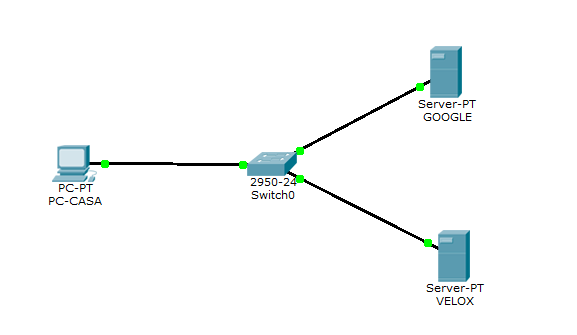 Server-PT
GOOGLE
2950-24
Switch0
PC-PT
PC-CASA
Server-PT
VELOX